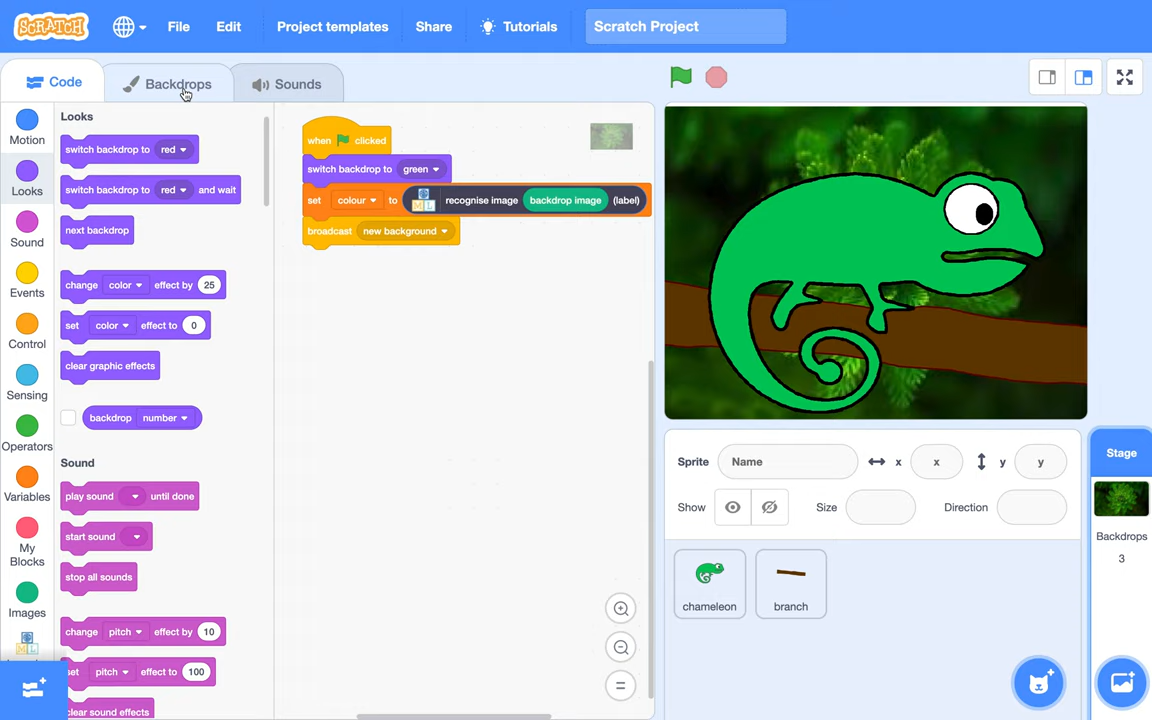 SCRATCH File Edit Project templates Share Tutorials Scratch Project
Code Backdrops Sounds
Motion
Looks
Sound
Events
Control
Sensing
Operators
Variables
My
Blocks
Images
ML
Looks
switch backdrop to red
switch backdrop to red and wait
next backdrop
change color effect by 25
set color effect to 0
clear graphic effects
backdrop number
Sound
play sound until done
start sound
stop all sounds
change pitch effect by 10
set pitch effect to 100
clear sound effects
when clicked
switch backdrop to green
set colour to ML recognise image backdrop image (label)
broadcast new background
Sprite Name x x y y
Show Size Direction
chameleon branch
Stage
Backdrops
3